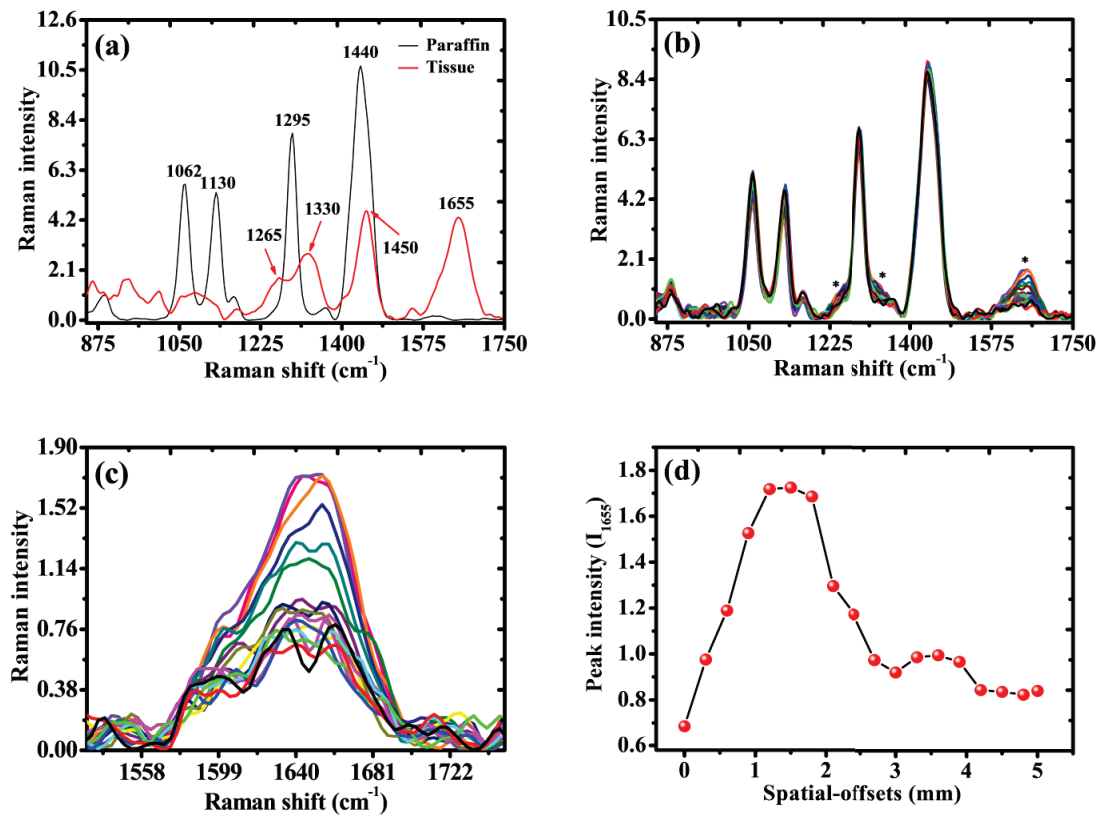 (a)
Paraffin
Tissue
1440
1295
1062
1130
1265
1330
1450
1655
12.6
10.5
8.4
6.3
4.2
2.1
0.0
Raman intensity
875 1050 1225 1400 1575 1750
Raman shift (cm⁻¹)
(b)
10.5
8.4
6.3
4.2
2.1
0.0
Raman intensity
* * *
875 1050 1225 1400 1575 1750
Raman shift (cm⁻¹)
(c)
1.90
1.52
1.14
0.76
0.38
0.00
Raman intensity
1558 1599 1640 1681 1722
Raman shift (cm⁻¹)
(d)
1.8
1.6
1.4
1.2
1.0
0.8
0.6
Peak intensity (I₁₆₅₅)
0 1 2 3 4 5
Spatial-offsets (mm)